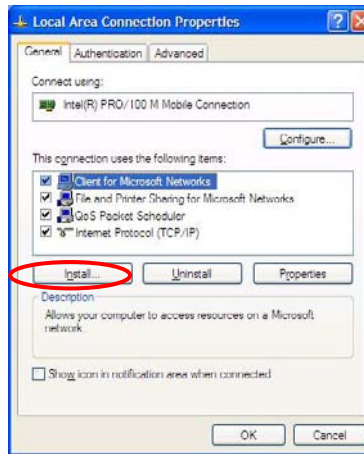 Local Area Connection Properties
General Authentication Advanced
Connect using:
Intel(R) PRO/100 M Mobile Connection
Configure...
This connection uses the following items:
Client for Microsoft Networks
File and Printer Sharing for Microsoft Networks
QoS Packet Scheduler
Internet Protocol (TCP/IP)
Install... Uninstall Properties
Description
Allows your computer to access resources on a Microsoft
network.
Show icon in notification area when connected
OK Cancel